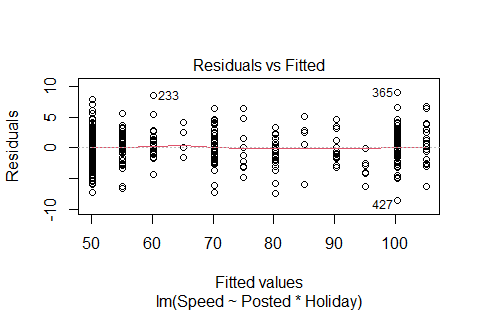 Residuals vs Fitted
Residuals
10
5
0
-10
233
365
427
50 60 70 80 90 100
Fitted values
lm(Speed ~ Posted * Holiday)